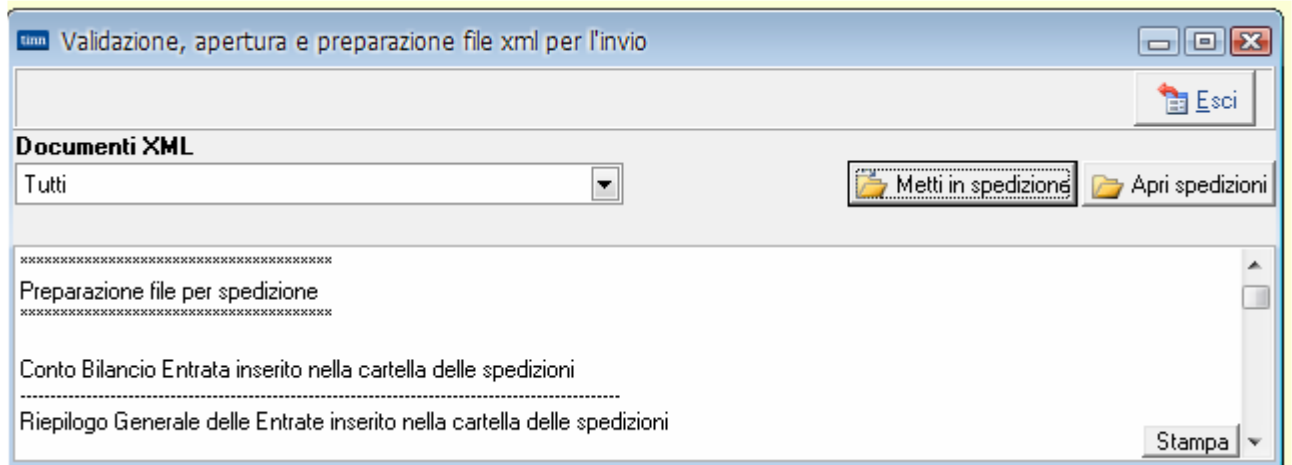 tinn Validazione, apertura e preparazione file xml per l'invio
Esci
Documenti XML
Tutti
Metti in spedizione
Apri spedizioni
***************************************
Preparazione file per spedizione
***************************************
Conto Bilancio Entrata inserito nella cartella delle spedizioni
----------------------------------------------------------------------------------------------------
Riepilogo Generale delle Entrate inserito nella cartella delle spedizioni
Stampa